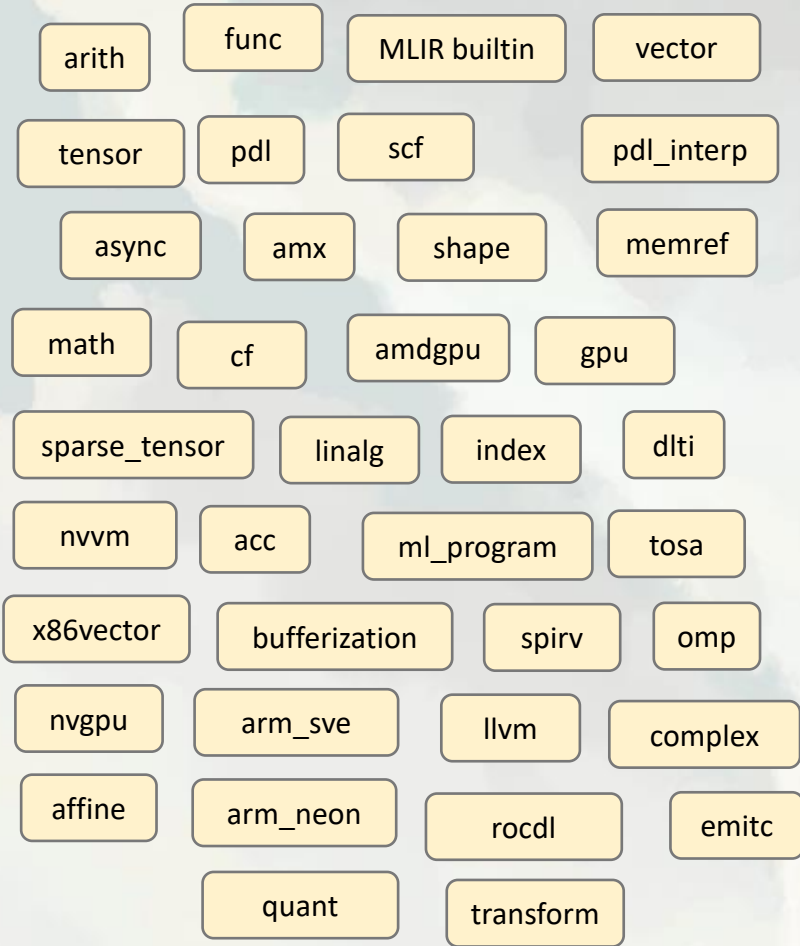 arith func MLIR builtin vector
tensor pdl scf pdl_interp
async amx shape memref
math cf amdgpu gpu
sparse_tensor linalg index dlti
nvvm acc ml_program tosa
x86vector bufferization spirv omp
nvgpu arm_sve llvm complex
affine arm_neon rocdl emitc
quant transform